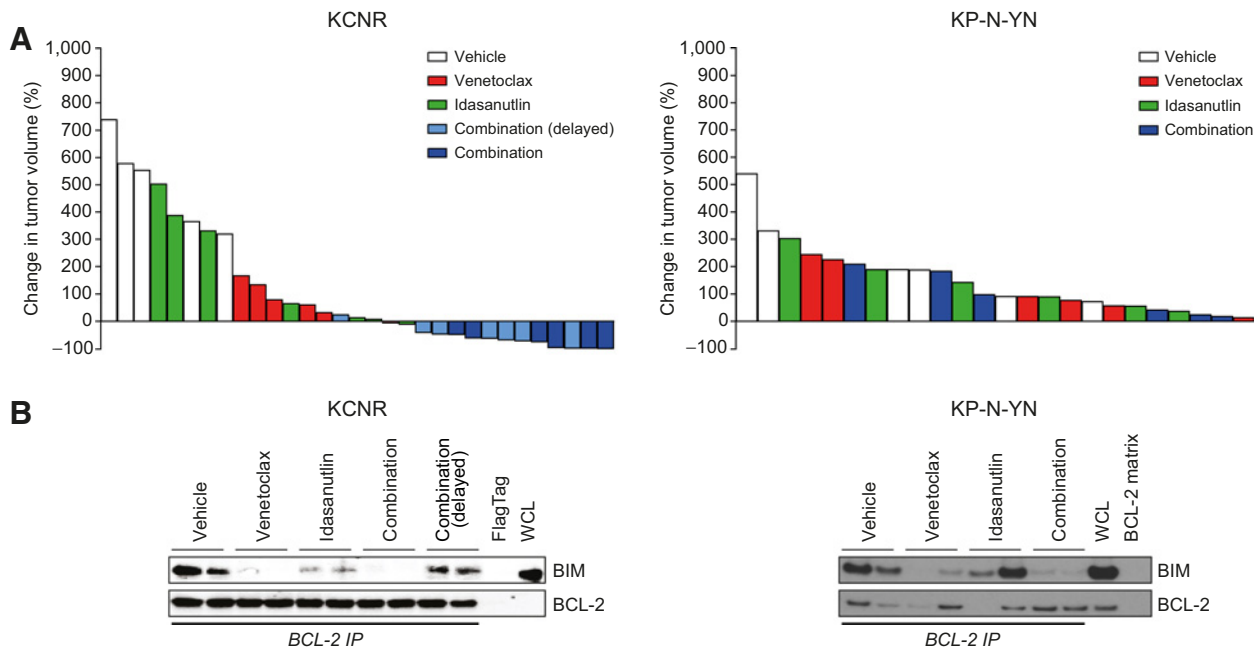 A
KCNR
Change in tumor volume (%)
1,000
900
800
700
600
500
400
300
200
100
0
–100
Vehicle
Venetoclax
Idasanutlin
Combination (delayed)
Combination
KP-N-YN
Change in tumor volume (%)
1,000
900
800
700
600
500
400
300
200
100
0
–100
Vehicle
Venetoclax
Idasanutlin
Combination
B
KCNR
Vehicle
Venetoclax
Idasanutlin
Combination
Combination
(delayed)
FlagTag
WCL
BIM
BCL-2
BCL-2 IP
KP-N-YN
Vehicle
Venetoclax
Idasanutlin
Combination
WCL
BCL-2 matrix
BIM
BCL-2
BCL-2 IP